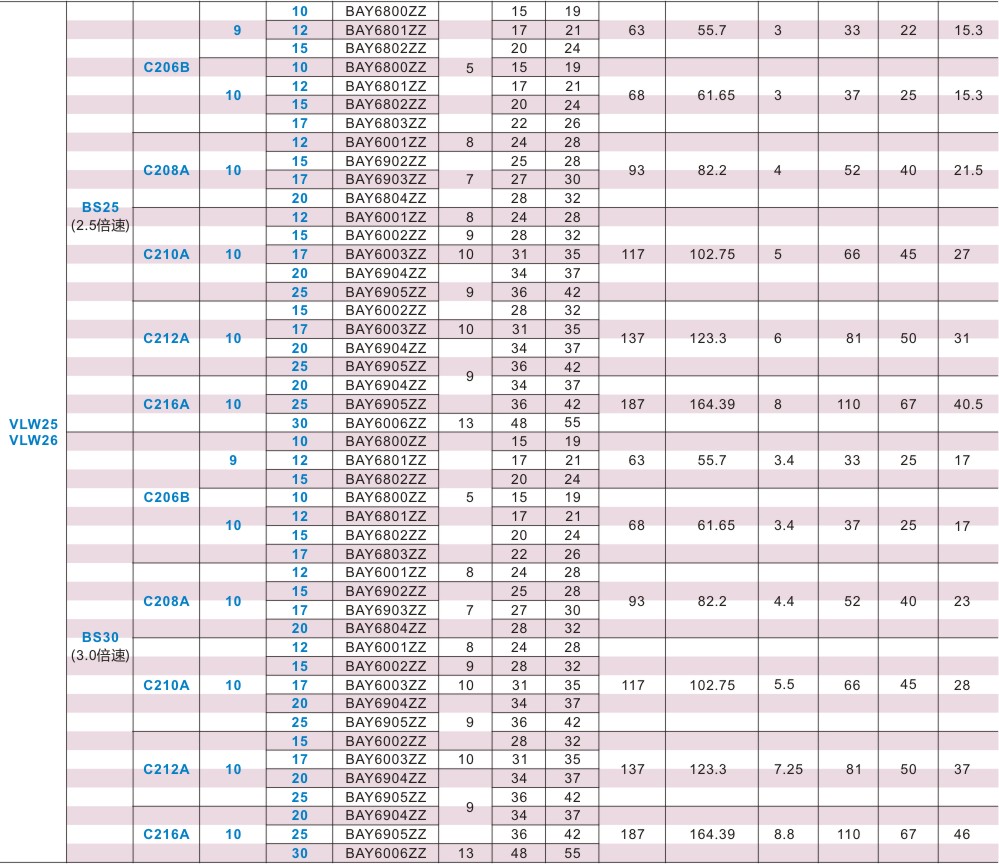 10 BAY6800ZZ 15 19
9 12 BAY6801ZZ 17 21 63 55.7 3 33 22 15.3
15 BAY6802ZZ 20 24
C206B 10 BAY6800ZZ 5 15 19
12 BAY6801ZZ 17 21
10 68 61.65 3 37 25 15.3
15 BAY6802ZZ 20 24
17 BAY6803ZZ 22 26
12 BAY6001ZZ 8 24 28
15 BAY6902ZZ 25 28
C208A 10 93 82.2 4 52 40 21.5
17 BAY6903ZZ 7 27 30
20 BAY6804ZZ 28 32
BS25
12 BAY6001ZZ 8 24 28
(2.5倍速)
15 BAY6002ZZ 9 28 32
C210A 10 17 BAY6003ZZ 10 31 35 117 102.75 5 66 45 27
20 BAY6904ZZ 34 37
25 BAY6905ZZ 9 36 42
15 BAY6002ZZ 28 32
17 BAY6003ZZ 10 31 35
C212A 10 137 123.3 6 81 50 31
20 BAY6904ZZ 34 37
25 BAY6905ZZ 36 42
9
20 BAY6904ZZ 34 37
C216A 10 25 BAY6905ZZ 36 42 187 164.39 8 110 67 40.5
30 BAY6006ZZ 13 48 55
VLW25
VLW26
10 BAY6800ZZ 15 19
9 12 BAY6801ZZ 17 21 63 55.7 3.4 33 25 17
15 BAY6802ZZ 20 24
C206B 10 BAY6800ZZ 5 15 19
12 BAY6801ZZ 17 21
10 68 61.65 3.4 37 25 17
15 BAY6802ZZ 20 24
17 BAY6803ZZ 22 26
12 BAY6001ZZ 8 24 28
15 BAY6902ZZ 25 28
C208A 10 93 82.2 4.4 52 40 23
17 BAY6903ZZ 7 27 30
20 BAY6804ZZ 28 32
BS30
12 BAY6001ZZ 8 24 28
(3.0倍速)
15 BAY6002ZZ 9 28 32
C210A 10 17 BAY6003ZZ 10 31 35 117 102.75 5.5 66 45 28
20 BAY6904ZZ 34 37
25 BAY6905ZZ 9 36 42
15 BAY6002ZZ 28 32
17 BAY6003ZZ 10 31 35
C212A 10 137 123.3 7.25 81 50 37
20 BAY6904ZZ 34 37
25 BAY6905ZZ 36 42
9
20 BAY6904ZZ 34 37
C216A 10 25 BAY6905ZZ 36 42 187 164.39 8.8 110 67 46
30 BAY6006ZZ 13 48 55